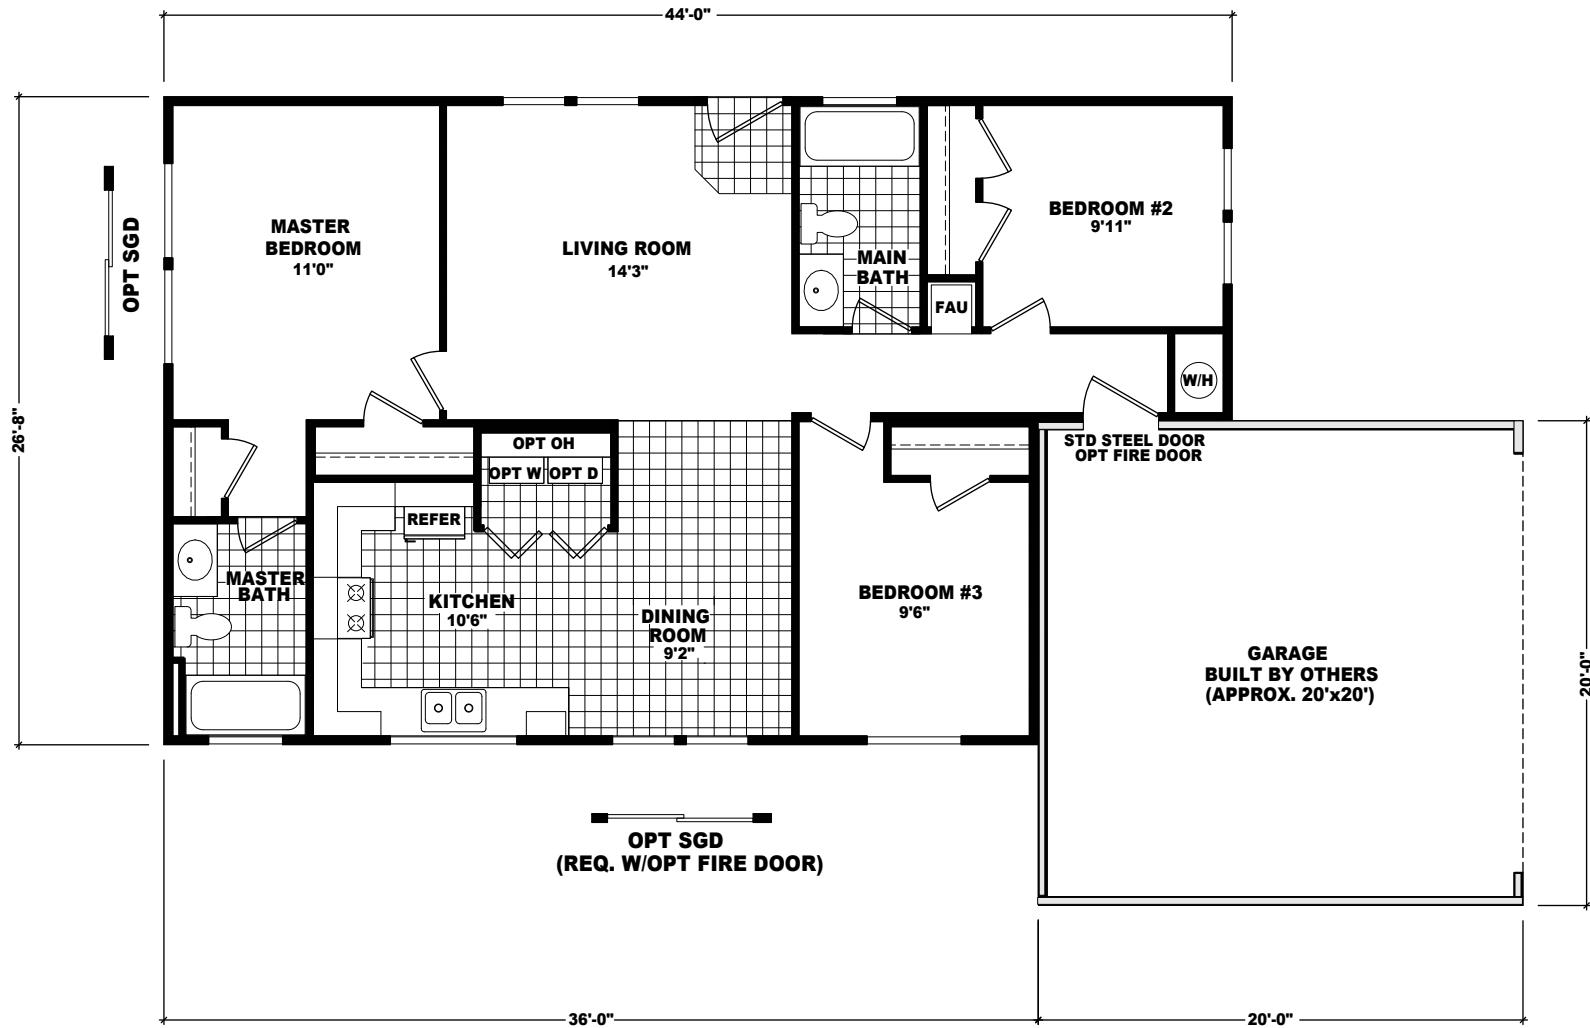 44'-0"
26'-8"
OPT SGD
MASTER
BEDROOM
11'0"
LIVING ROOM
14'3"
MAIN
BATH
FAU
BEDROOM #2
9'11"
W/H
OPT OH
OPT W
OPT D
REFER
MASTER
BATH
KITCHEN
10'6"
DINING
ROOM
9'2"
BEDROOM #3
9'6"
STD STEEL DOOR
OPT FIRE DOOR
GARAGE
BUILT BY OTHERS
(APPROX. 20'x20')
20'-0"
OPT SGD
(REQ. W/OPT FIRE DOOR)
36'-0"
20'-0"